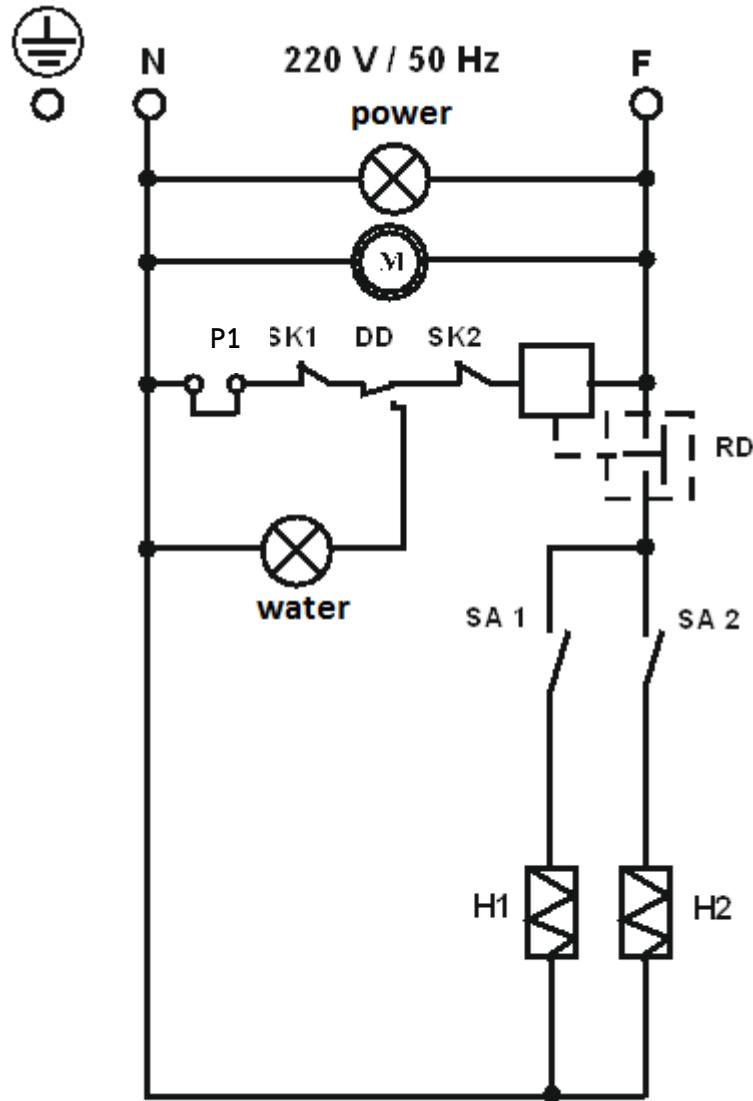 N 220 V / 50 Hz F
power
M
P1 SK1 DD SK2
RD
water
SA 1 SA 2
H1 H2